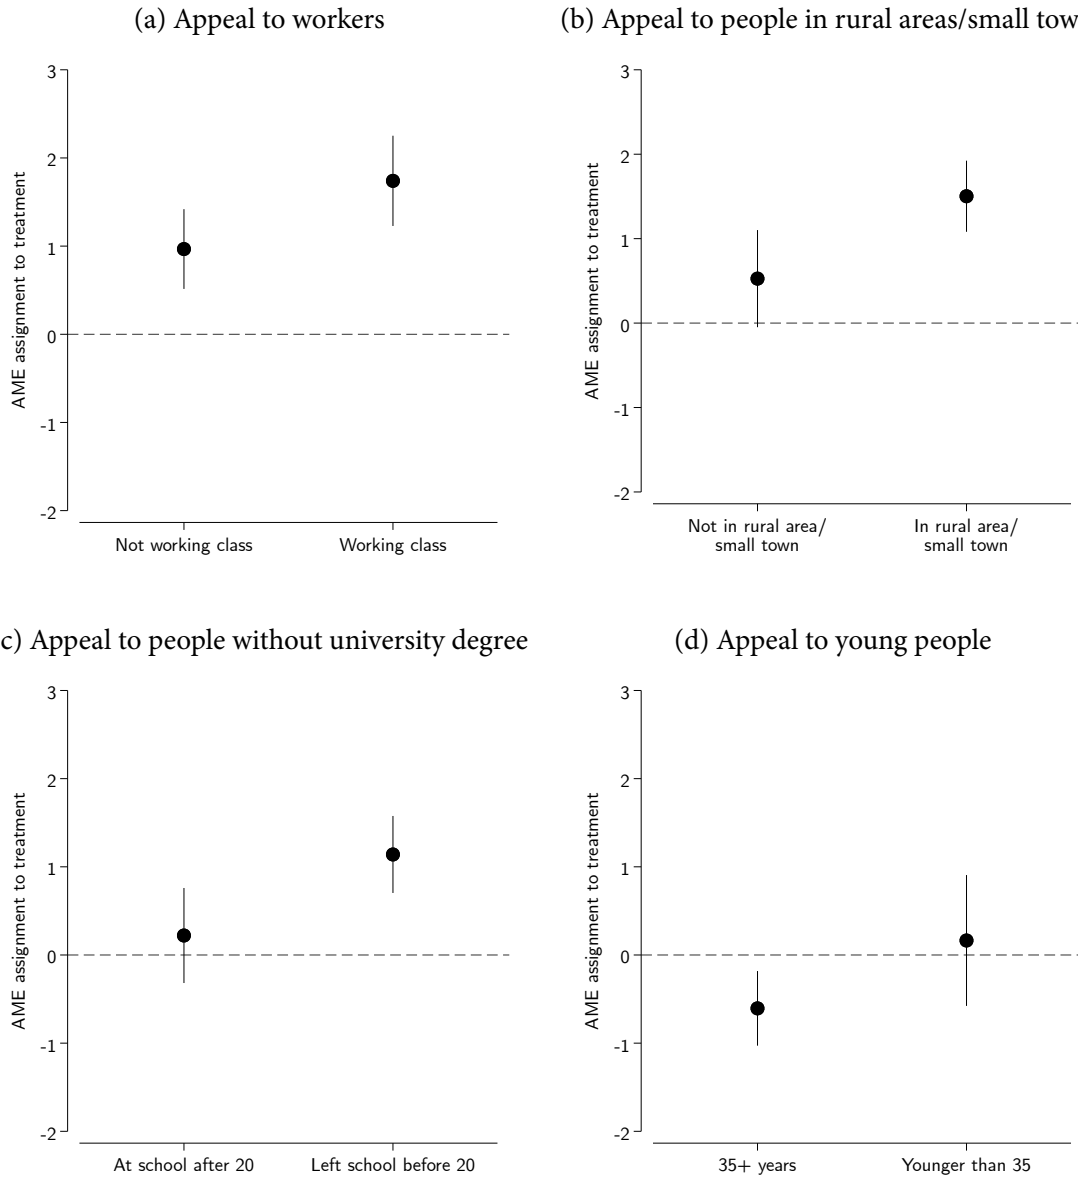 (a) Appeal to workers
3
2
1
0
-1
-2
AME assignment to treatment
Not working class
Working class
(b) Appeal to people in rural areas/small tow
3
2
1
0
-1
-2
AME assignment to treatment
Not in rural area/
small town
In rural area/
small town
c) Appeal to people without university degree
3
2
1
0
-1
-2
AME assignment to treatment
At school after 20
Left school before 20
(d) Appeal to young people
3
2
1
0
-1
-2
AME assignment to treatment
35+ years
Younger than 35